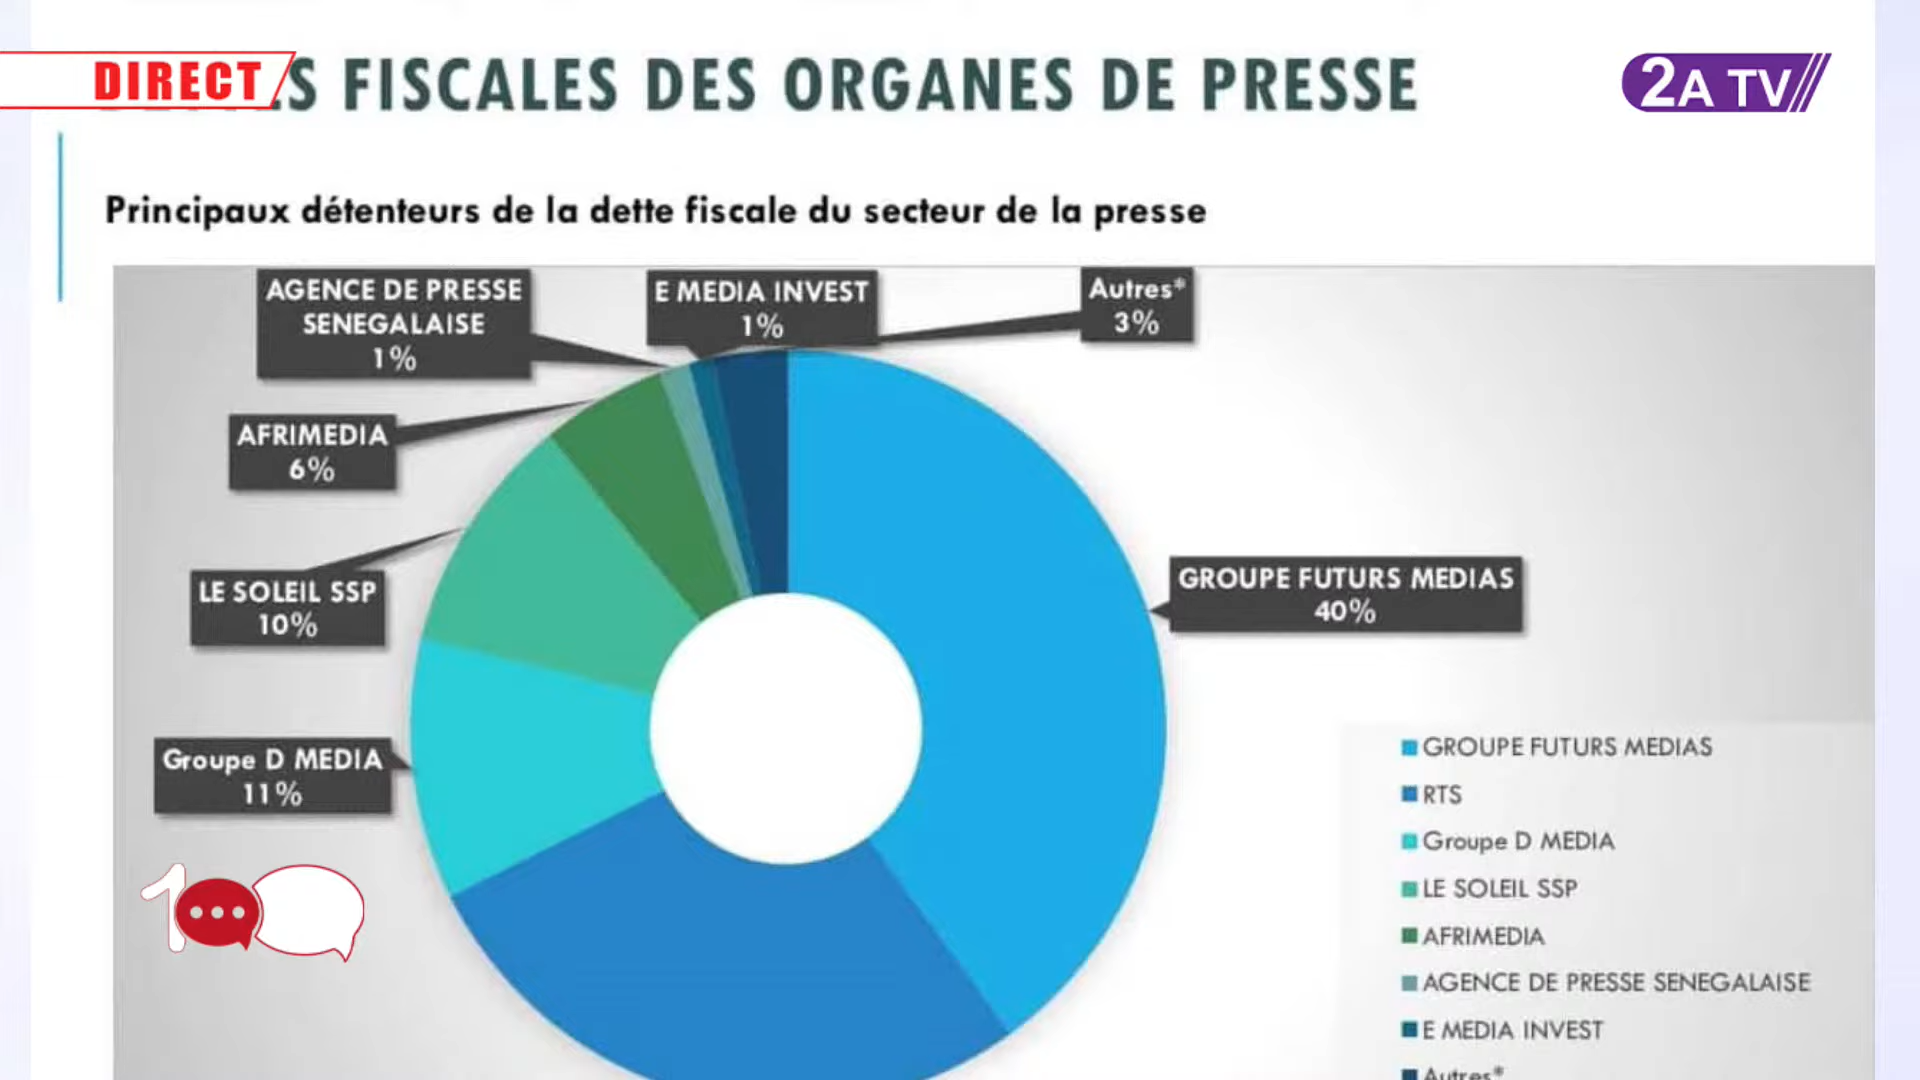 DIRECT
FISCALES DES ORGANES DE PRESSE
2A TV
Principaux détenteurs de la dette fiscale du secteur de la presse
AGENCE DE PRESSE
SENEGALAISE
1%
E MEDIA INVEST
1%
Autres*
3%
AFRIMEDIA
6%
LE SOLEIL SSP
10%
GROUPE FUTURS MEDIAS
40%
Groupe D MEDIA
11%
GROUPE FUTURS MEDIAS
RTS
Groupe D MEDIA
LE SOLEIL SSP
AFRIMEDIA
AGENCE DE PRESSE SENEGALAISE
E MEDIA INVEST
Autres*